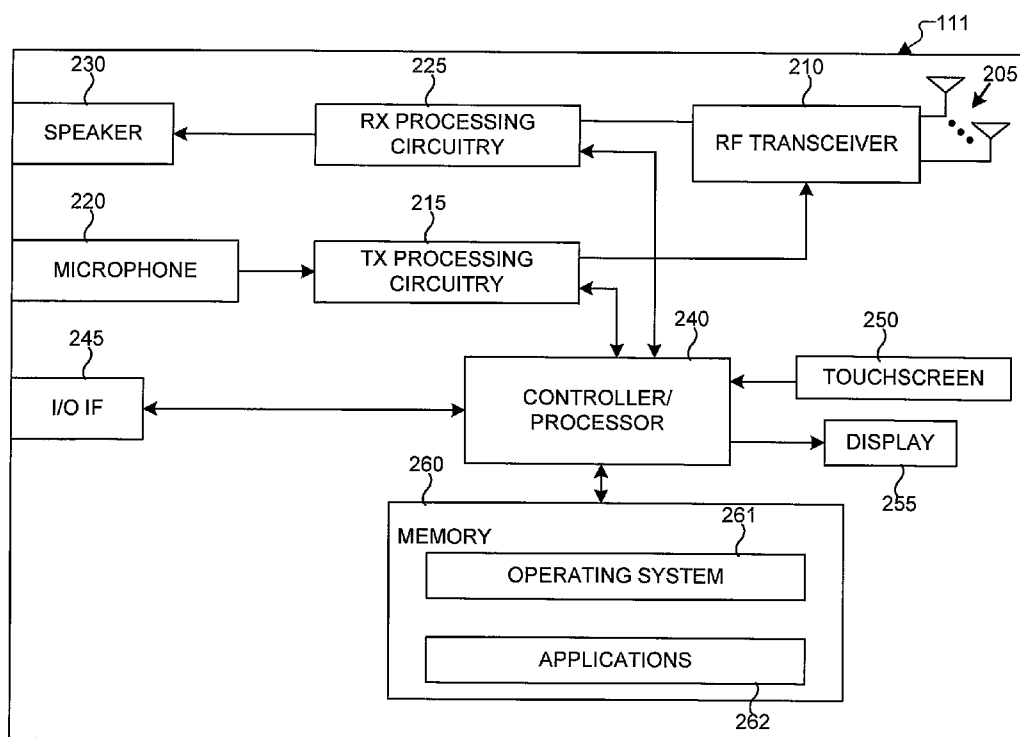 111
230
225
210
205
SPEAKER
RX PROCESSING
CIRCUITRY
RF TRANSCEIVER
220
215
MICROPHONE
TX PROCESSING
CIRCUITRY
245
240
250
I/O IF
CONTROLLER/
PROCESSOR
TOUCHSCREEN
DISPLAY
255
260
MEMORY
261
OPERATING SYSTEM
APPLICATIONS
262